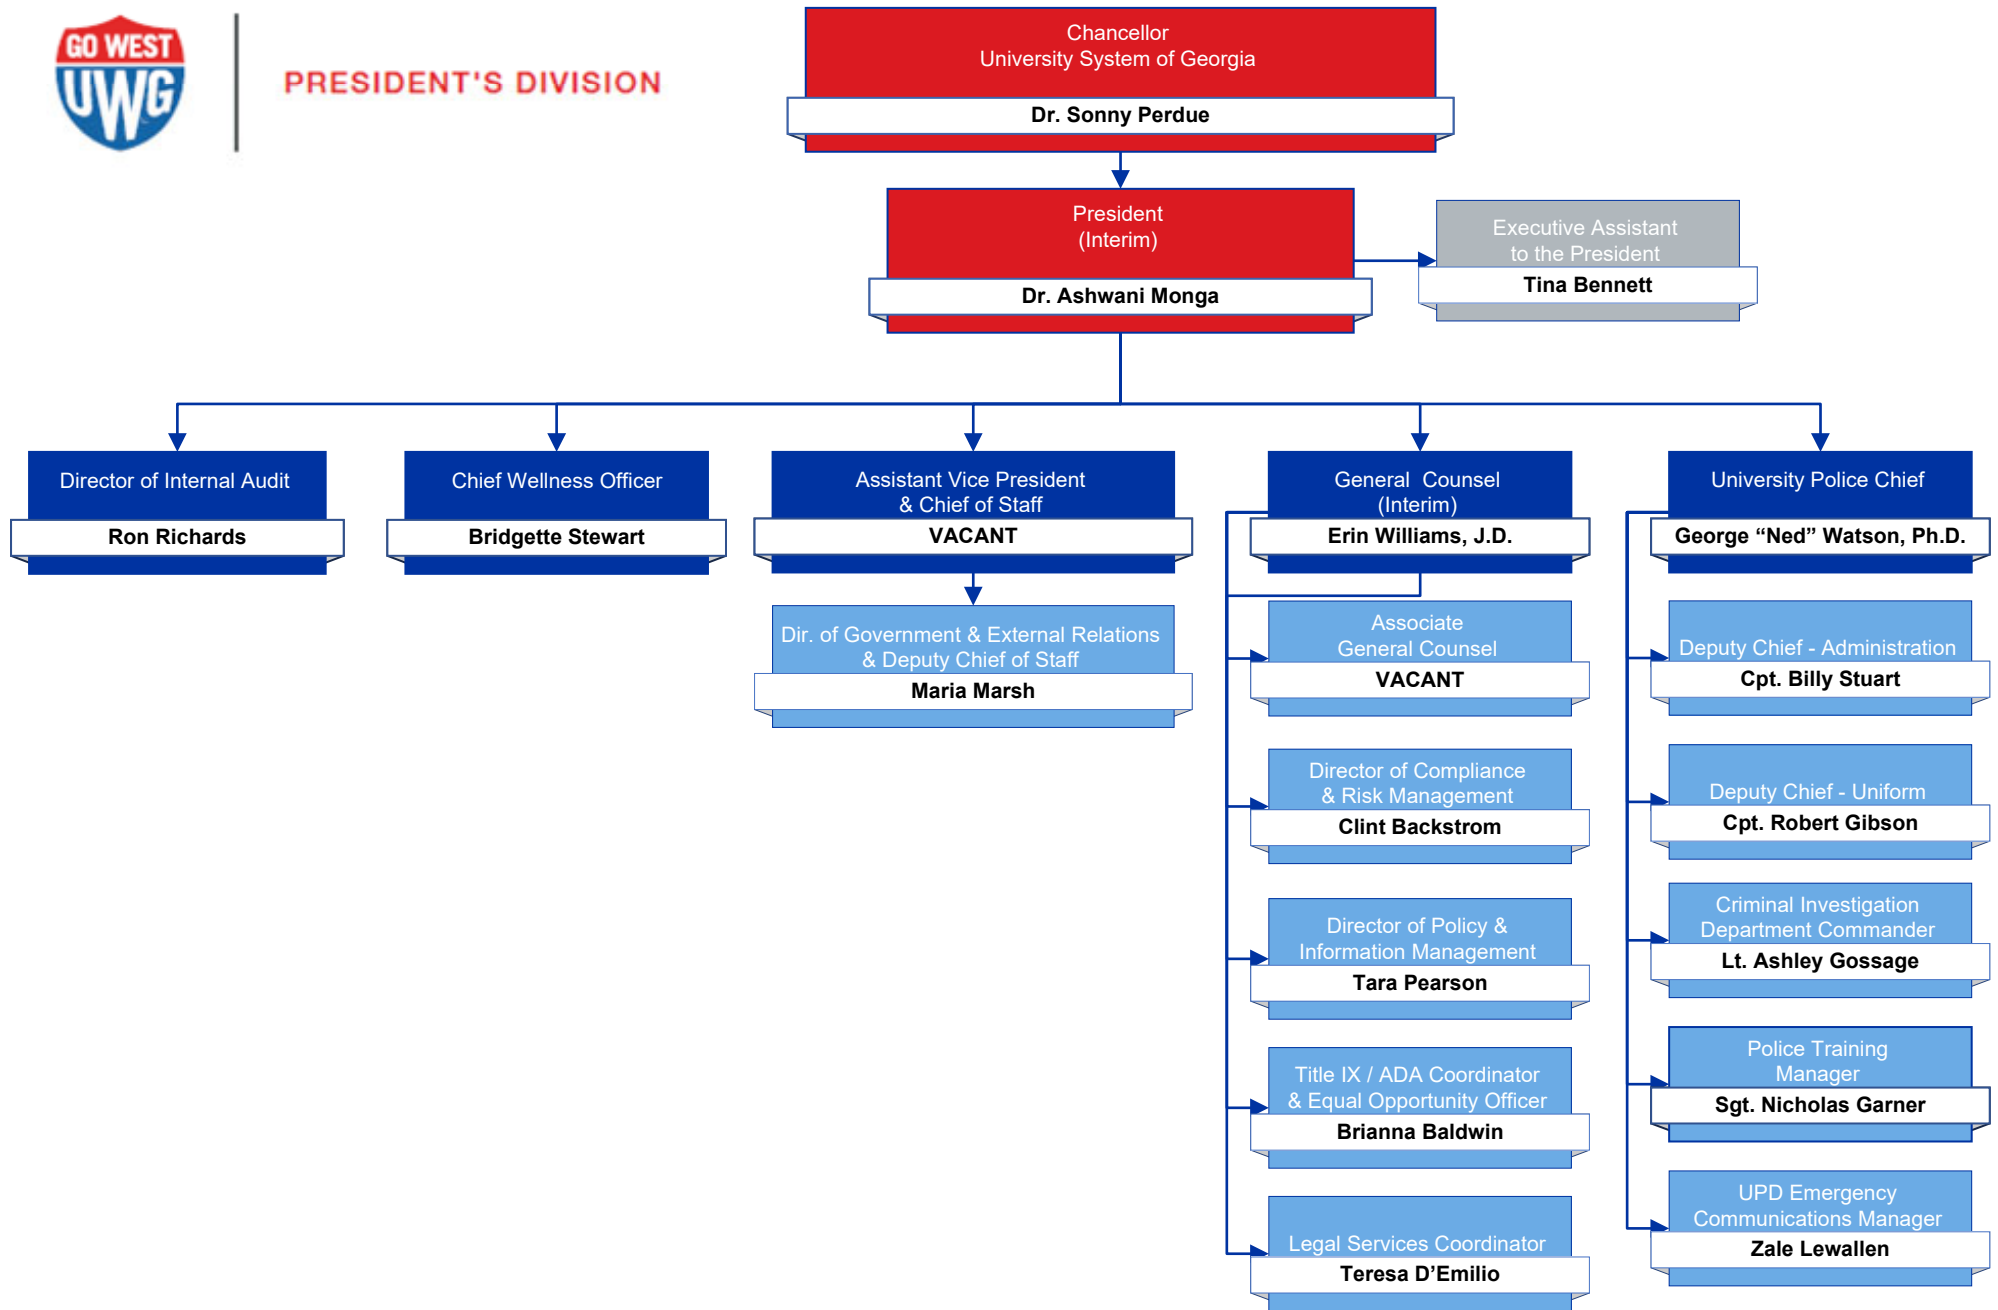 GO WEST
UWG
PRESIDENT'S DIVISION
Chancellor
University System of Georgia
Dr. Sonny Perdue
President
(Interim)
Dr. Ashwani Monga
Executive Assistant
to the President
Tina Bennett
Director of Internal Audit
Ron Richards
Chief Wellness Officer
Bridgette Stewart
Assistant Vice President
& Chief of Staff
VACANT
Dir. of Government & External Relations
& Deputy Chief of Staff
Maria Marsh
General Counsel
(Interim)
Erin Williams, J.D.
Associate
General Counsel
VACANT
Director of Compliance
& Risk Management
Clint Backstrom
Director of Policy &
Information Management
Tara Pearson
Title IX / ADA Coordinator
& Equal Opportunity Officer
Brianna Baldwin
Legal Services Coordinator
Teresa D’Emilio
University Police Chief
George “Ned” Watson, Ph.D.
Deputy Chief - Administration
Cpt. Billy Stuart
Deputy Chief - Uniform
Cpt. Robert Gibson
Criminal Investigation
Department Commander
Lt. Ashley Gossage
Police Training
Manager
Sgt. Nicholas Garner
UPD Emergency
Communications Manager
Zale Lewallen